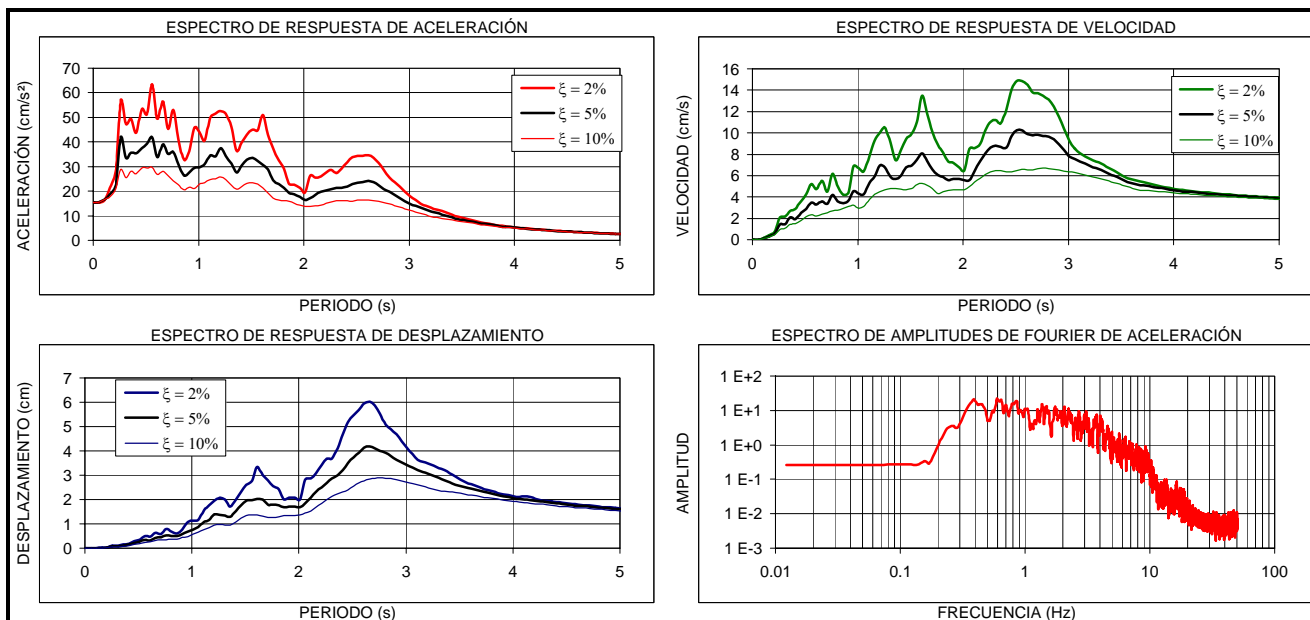 ESPECTRO DE RESPUESTA DE ACELERACIÓN
ACELERACIÓN (cm/s²)
70
60
50
40
30
20
10
0
ξ = 2%
ξ = 5%
ξ = 10%
0 1 2 3 4 5
PERIODO (s)
ESPECTRO DE RESPUESTA DE VELOCIDAD
VELOCIDAD (cm/s)
16
14
12
10
8
6
4
2
0
ξ = 2%
ξ = 5%
ξ = 10%
0 1 2 3 4 5
PERIODO (s)
ESPECTRO DE RESPUESTA DE DESPLAZAMIENTO
DESPLAZAMIENTO (cm)
7
6
5
4
3
2
1
0
ξ = 2%
ξ = 5%
ξ = 10%
0 1 2 3 4 5
PERIODO (s)
ESPECTRO DE AMPLITUDES DE FOURIER DE ACELERACIÓN
AMPLITUD
1 E+2
1 E+1
1 E+0
1 E-1
1 E-2
1 E-3
0.01 0.1 1 10 100
FRECUENCIA (Hz)